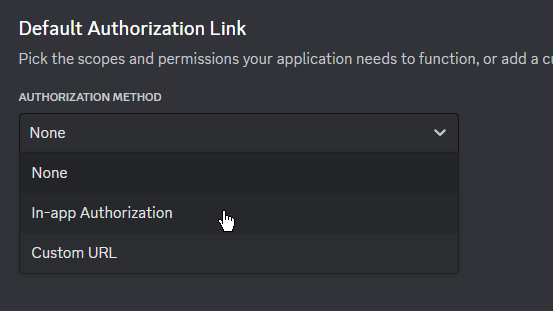 Default Authorization Link
Pick the scopes and permissions your application needs to function, or add a
AUTHORIZATION METHOD
None
None
In-app Authorization
Custom URL